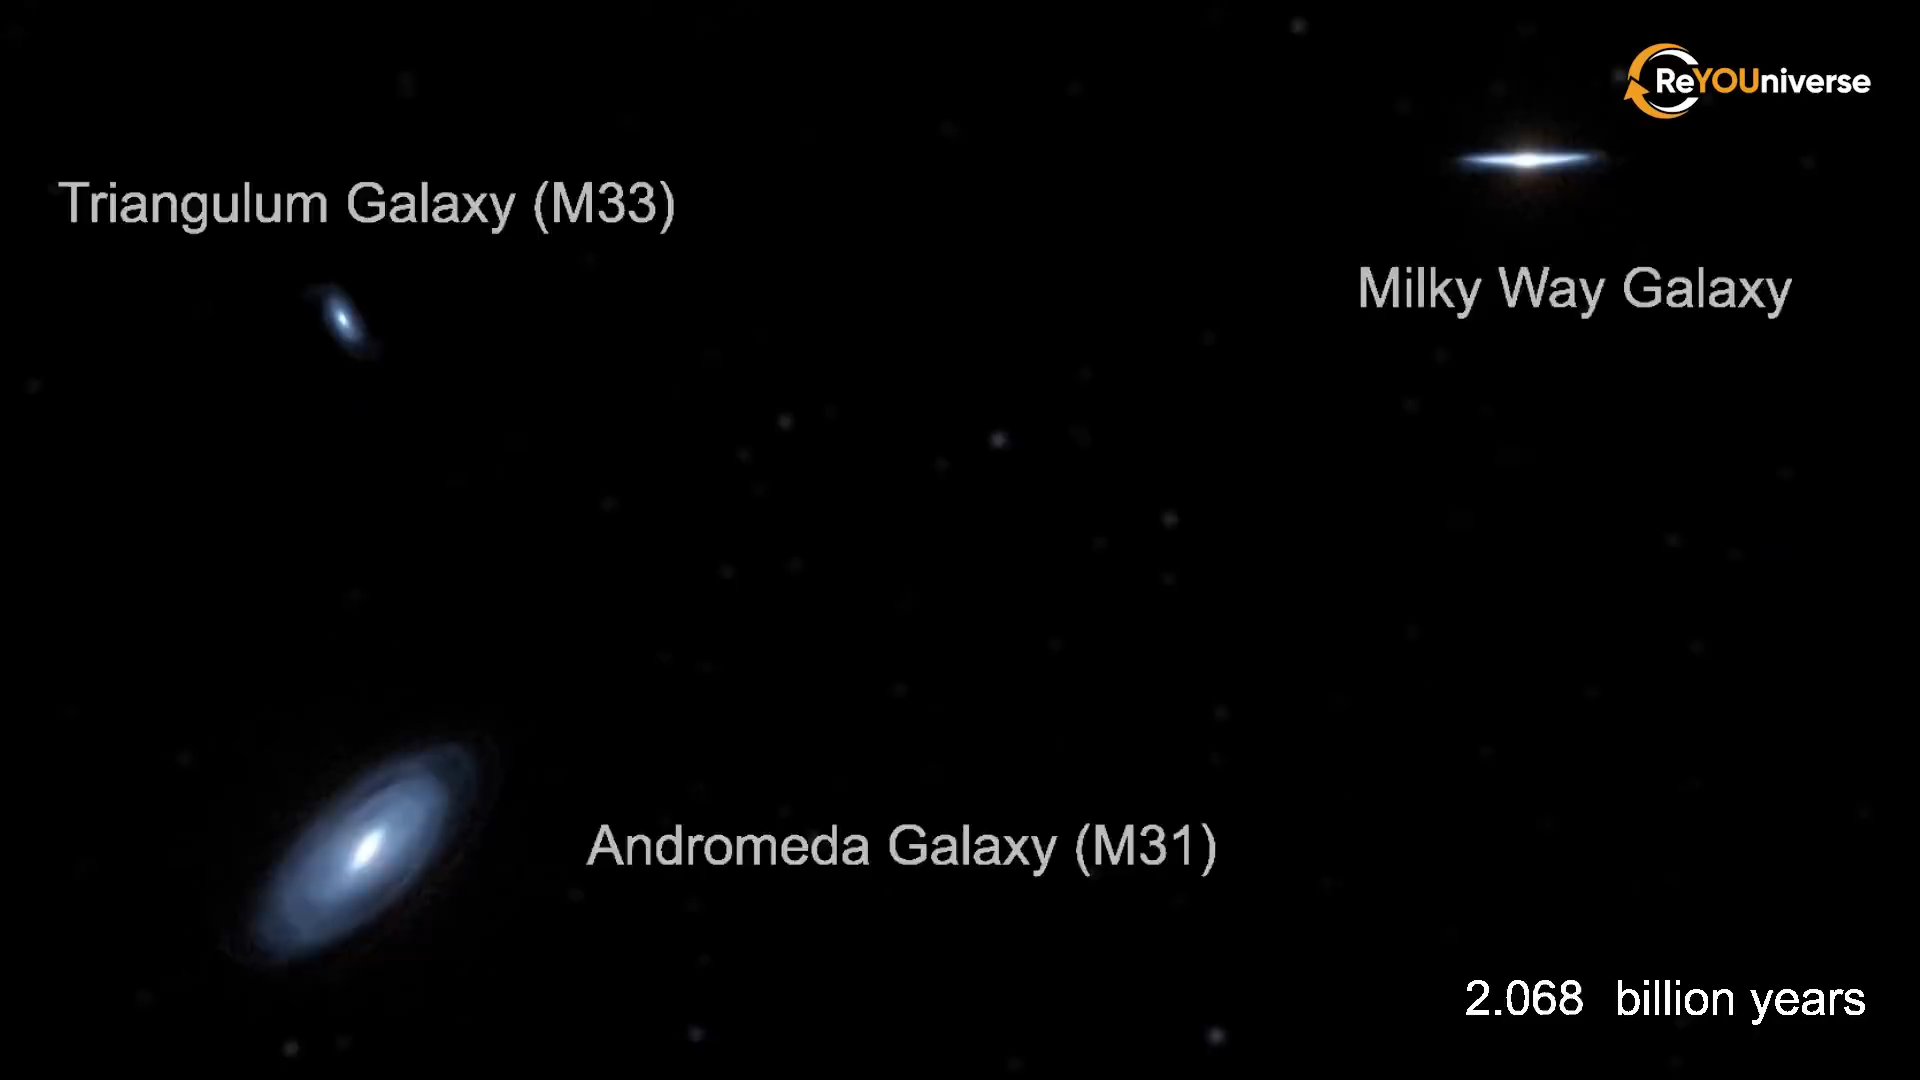 ReYOUniverse
Triangulum Galaxy (M33)
Milky Way Galaxy
Andromeda Galaxy (M31)
2.068 billion years